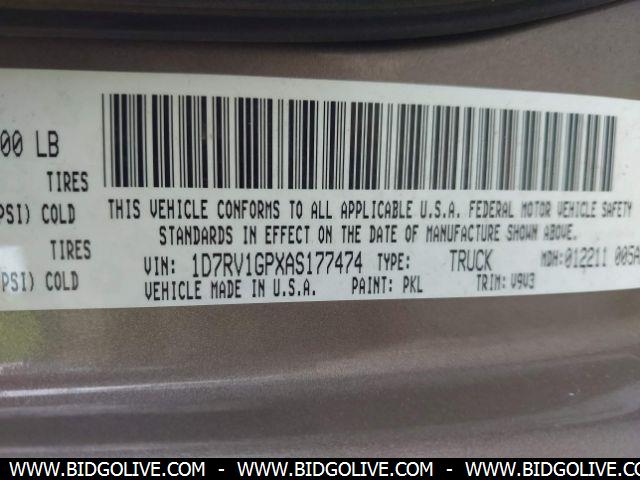 00 LB
TIRES
PSI) COLD
TIRES
PSI) COLD
THIS VEHICLE CONFORMS TO ALL APPLICABLE U.S.A. FEDERAL MOTOR VEHICLE SAFETY
STANDARDS IN EFFECT ON THE DATE OF MANUFACTURE SHOWN ABOVE.
VIN: 1D7RV1GPXAS177474 TYPE: TRUCK MDH:012211 005A
VEHICLE MADE IN U.S.A. PAINT: PKL TRIM: V9V3
WWW.BIDGOLIVE.COM - WWW.BIDGOLIVE.COM - WWW.BIDGOLIVE.COM